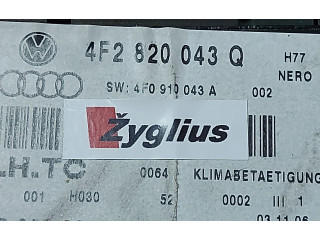 4F2 820 043 Q H77
NERO
SW: 4F0 910 043 A 002
Žyglius
.H.TC 0064 KLIMABETAETIGUNG
001 H030 52 0002 III 1
03.11.06